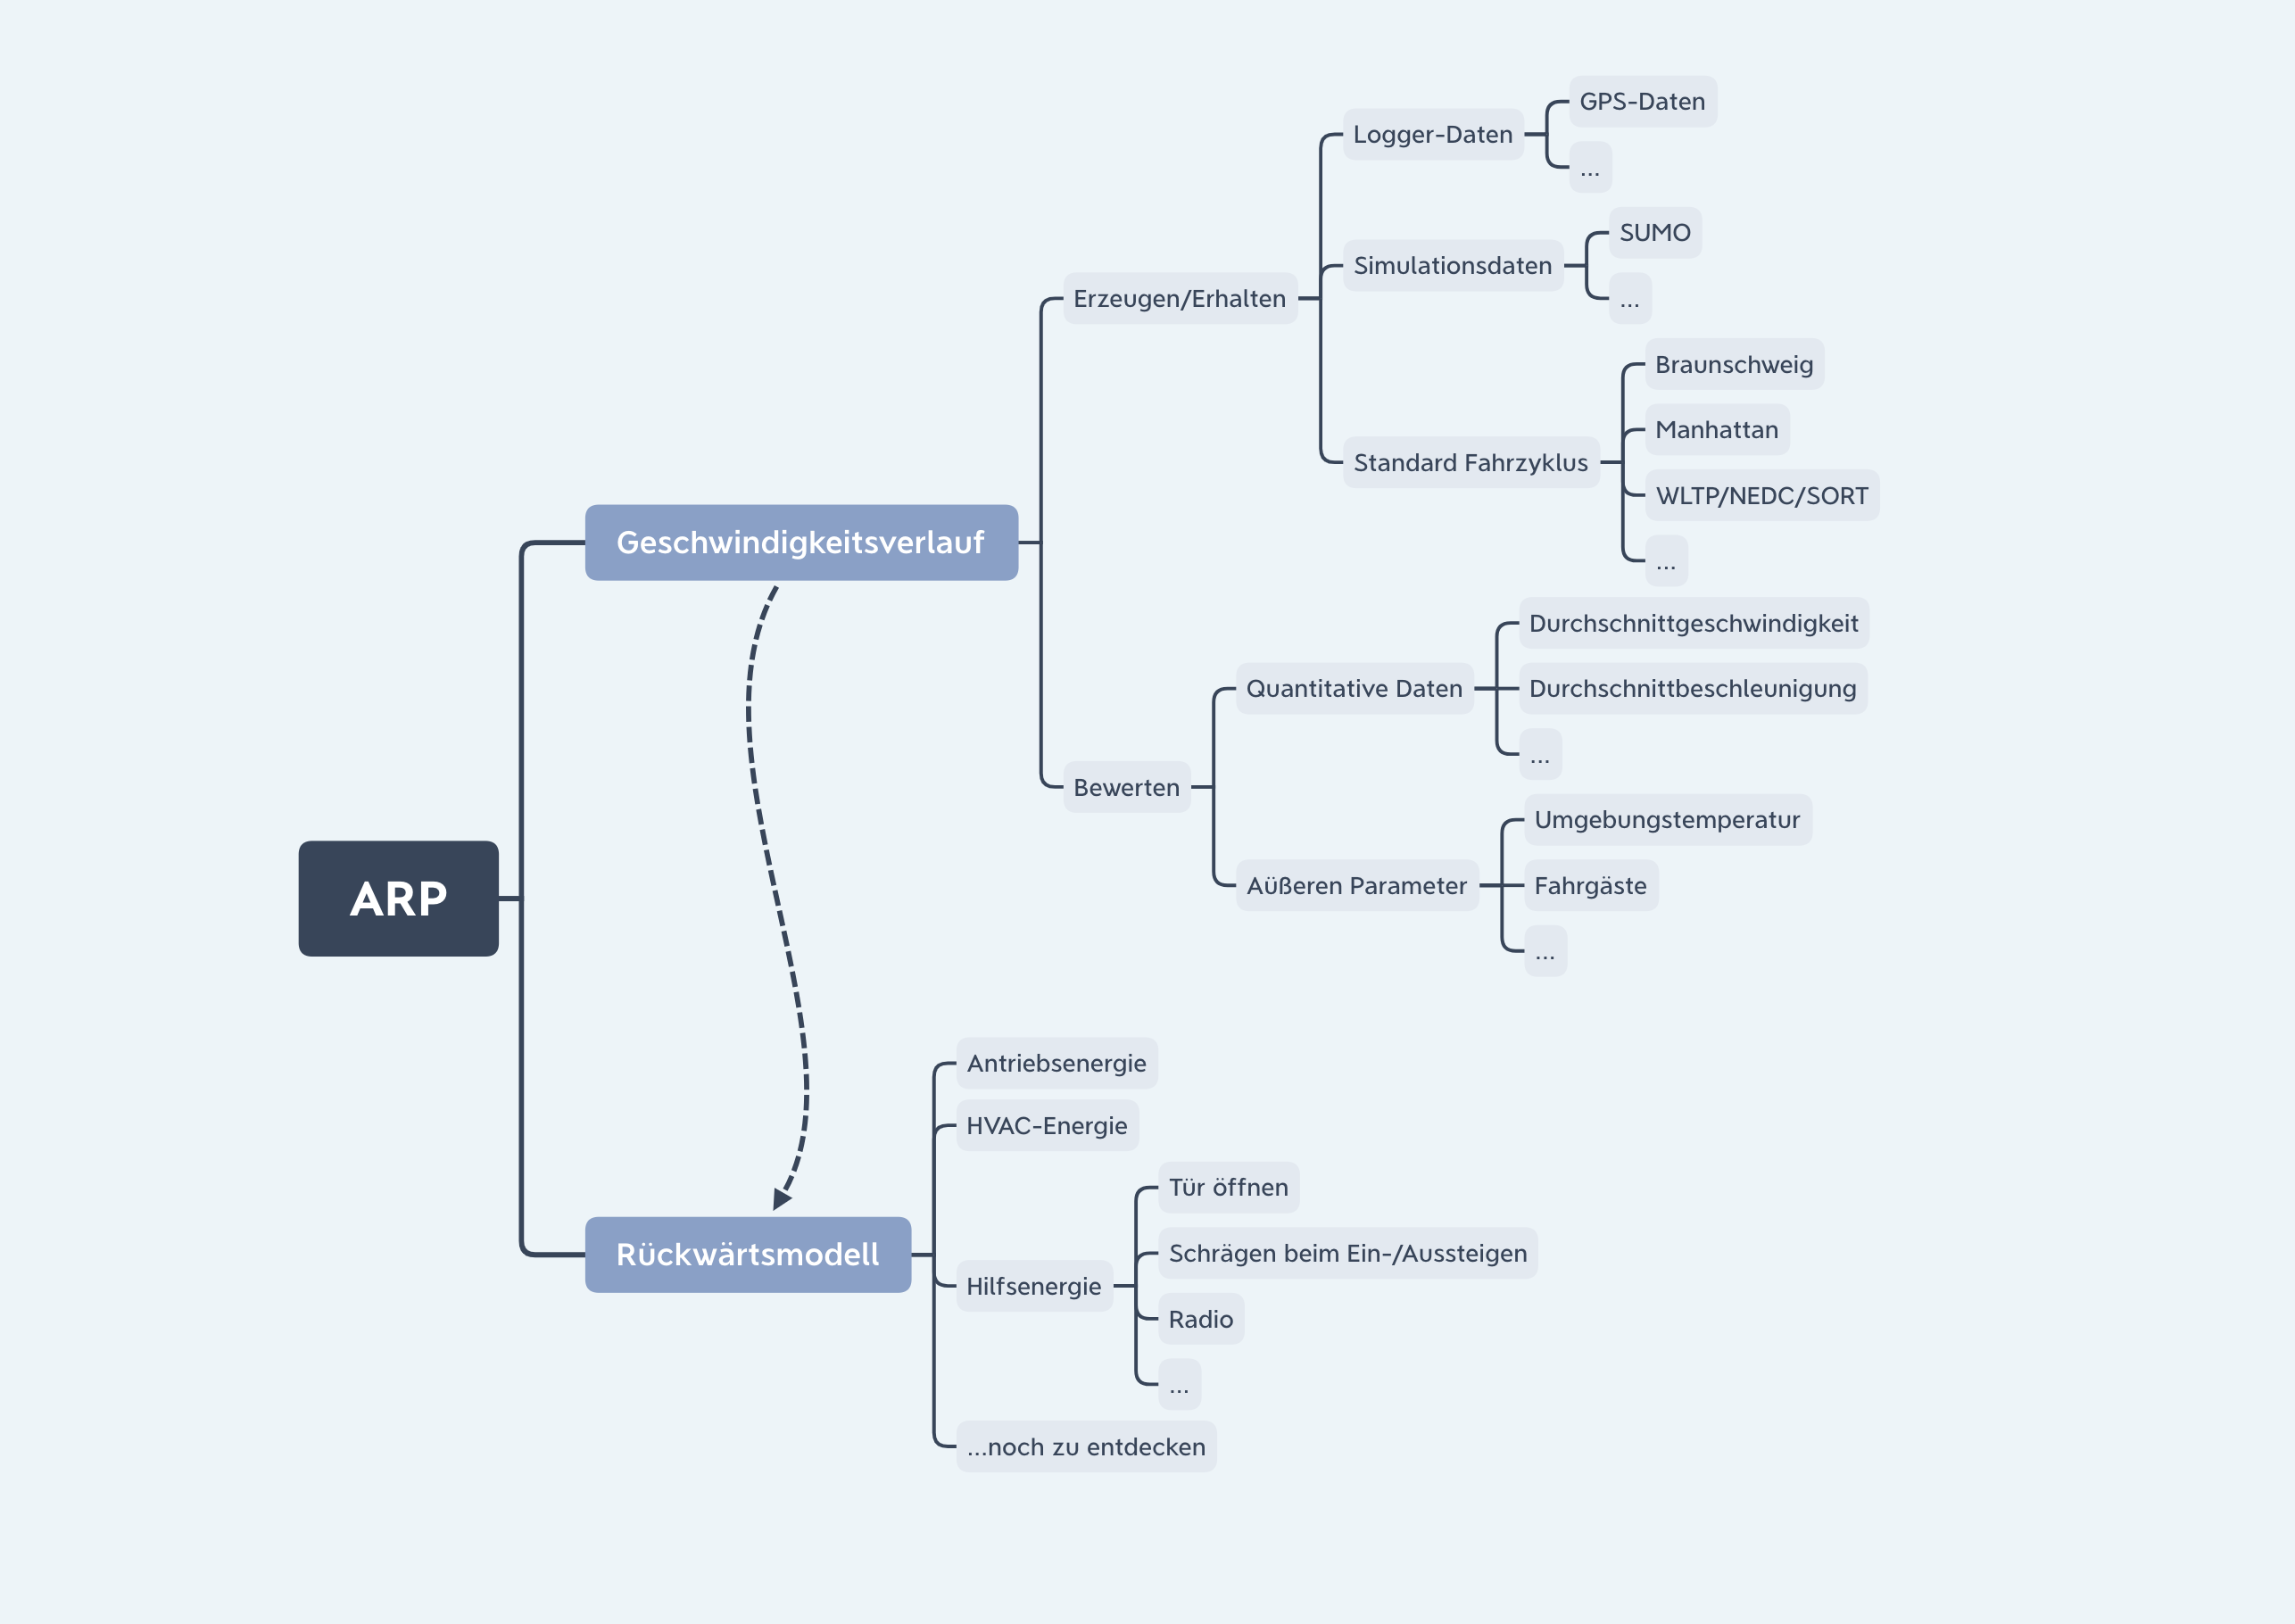 ARP
Geschwindigkeitsverlauf
Erzeugen/Erhalten
Logger-Daten
GPS-Daten
...
Simulationsdaten
SUMO
...
Standard Fahrzyklus
Braunschweig
Manhattan
WLTP/NEDC/SORT
...
Bewerten
Quantitative Daten
Durchschnittgeschwindigkeit
Durchschnittbeschleunigung
...
Aüßeren Parameter
Umgebungstemperatur
Fahrgäste
...
Rückwärtsmodell
Antriebsenergie
HVAC-Energie
Hilfsenergie
Tür öffnen
Schrägen beim Ein-/Aussteigen
Radio
...
...noch zu entdecken